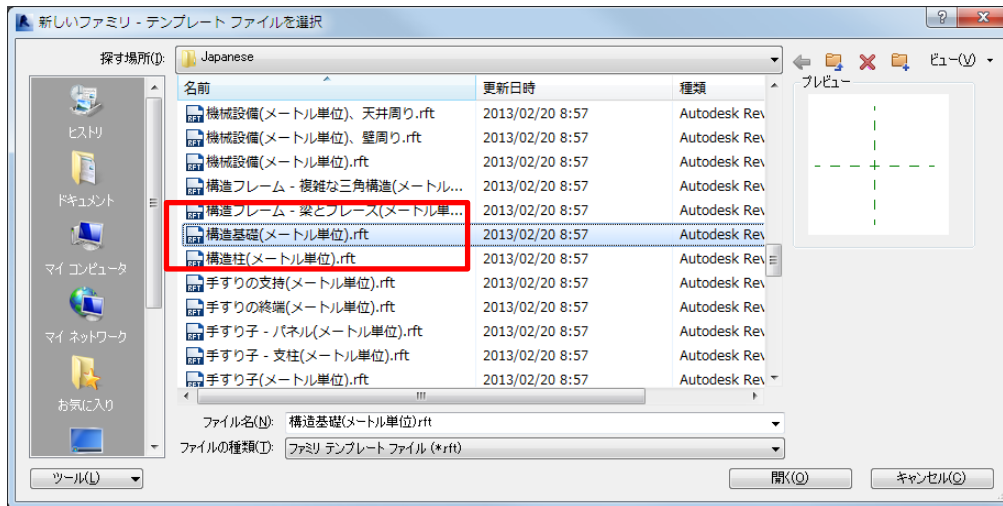 新しいファミリ - テンプレート ファイルを選択
探す場所(I): Japanese ビュー(V)
名前 更新日時 種類 プレビュー
機械設備(メートル単位)、天井周り.rft 2013/02/20 8:57 Autodesk Rev
機械設備(メートル単位)、壁周り.rft 2013/02/20 8:57 Autodesk Rev
機械設備(メートル単位).rft 2013/02/20 8:57 Autodesk Rev
構造フレーム - 複雑な三角構造(メートル... 2013/02/20 8:57 Autodesk Rev
構造フレーム - 梁とブレース(メートル単... 2013/02/20 8:57 Autodesk Rev
構造基礎(メートル単位).rft 2013/02/20 8:57 Autodesk Rev
構造柱(メートル単位).rft 2013/02/20 8:57 Autodesk Rev
手すりの支持(メートル単位).rft 2013/02/20 8:57 Autodesk Rev
手すりの終端(メートル単位).rft 2013/02/20 8:57 Autodesk Rev
手すり子 - パネル(メートル単位).rft 2013/02/20 8:57 Autodesk Rev
手すり子 - 支柱(メートル単位).rft 2013/02/20 8:57 Autodesk Rev
手すり子(メートル単位).rft 2013/02/20 8:57 Autodesk Rev
ヒストリ
ドキュメント
マイ コンピュータ
マイ ネットワーク
お気に入り
ファイル名(N): 構造基礎(メートル単位).rft
ファイルの種類(T): ファミリ テンプレート ファイル (*.rft)
ツール(L) 開く(O) キャンセル(C)